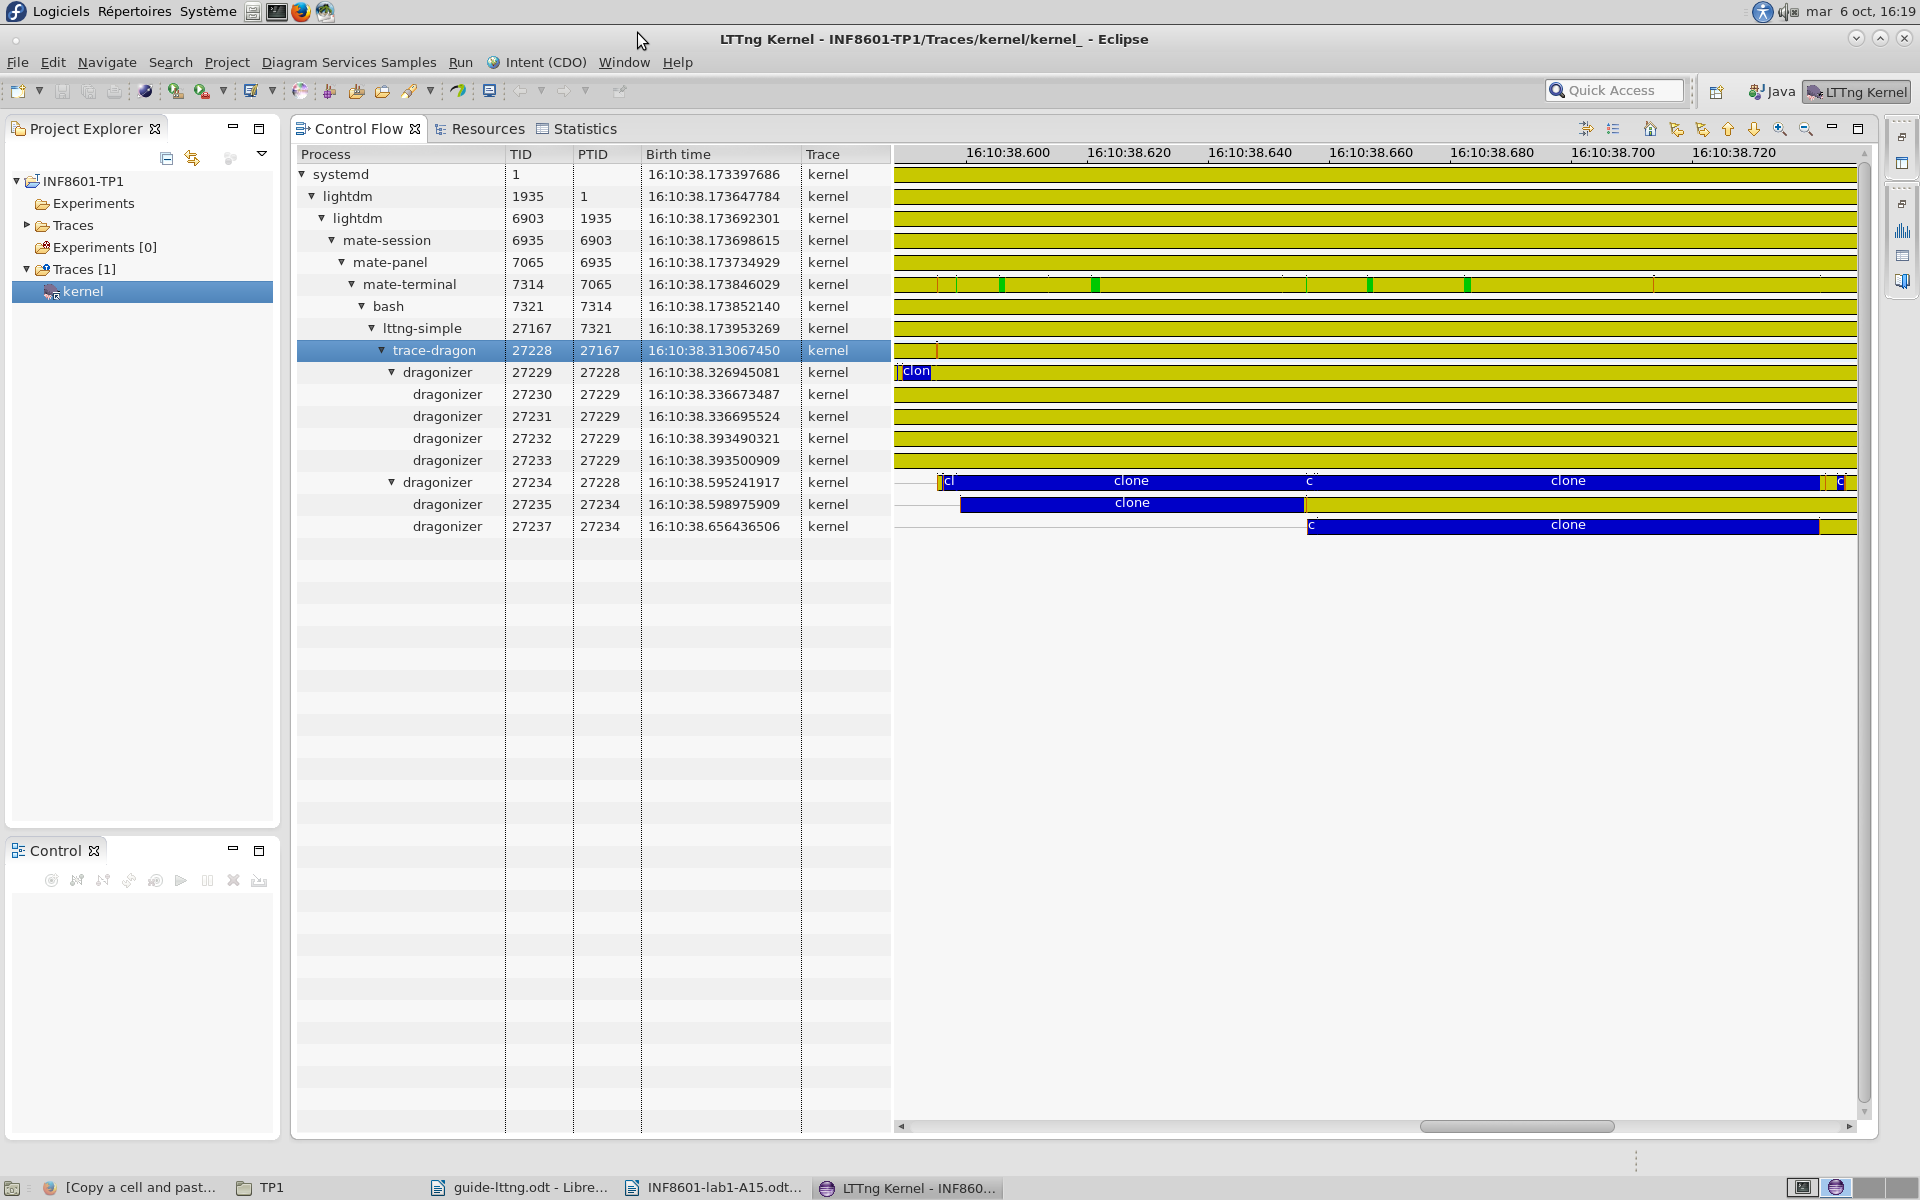 Logiciels Répertoires Système mar 6 oct, 16:19
LTTng Kernel - INF8601-TP1/Traces/kernel/kernel_ - Eclipse
File Edit Navigate Search Project Diagram Services Samples Run Intent (CDO) Window Help
Quick Access Java LTTng Kernel
Project Explorer
INF8601-TP1
Experiments
Traces
Experiments [0]
Traces [1]
kernel
Control
Control Flow Resources Statistics
Process TID PTID Birth time Trace 16:10:38.600 16:10:38.620 16:10:38.640 16:10:38.660 16:10:38.680 16:10:38.700 16:10:38.720
systemd 1 16:10:38.173397686 kernel
lightdm 1935 1 16:10:38.173647784 kernel
lightdm 6903 1935 16:10:38.173692301 kernel
mate-session 6935 6903 16:10:38.173698615 kernel
mate-panel 7065 6935 16:10:38.173734929 kernel
mate-terminal 7314 7065 16:10:38.173846029 kernel
bash 7321 7314 16:10:38.173852140 kernel
lttng-simple 27167 7321 16:10:38.173953269 kernel
trace-dragon 27228 27167 16:10:38.313067450 kernel
dragonizer 27229 27228 16:10:38.326945081 kernel clon
dragonizer 27230 27229 16:10:38.336673487 kernel
dragonizer 27231 27229 16:10:38.336695524 kernel
dragonizer 27232 27229 16:10:38.393490321 kernel
dragonizer 27233 27229 16:10:38.393500909 kernel
dragonizer 27234 27228 16:10:38.595241917 kernel cl clone c clone c
dragonizer 27235 27234 16:10:38.598975909 kernel clone
dragonizer 27237 27234 16:10:38.656436506 kernel c clone
[Copy a cell and past... TP1 guide-lttng.odt - Libre... INF8601-lab1-A15.odt... LTTng Kernel - INF860...